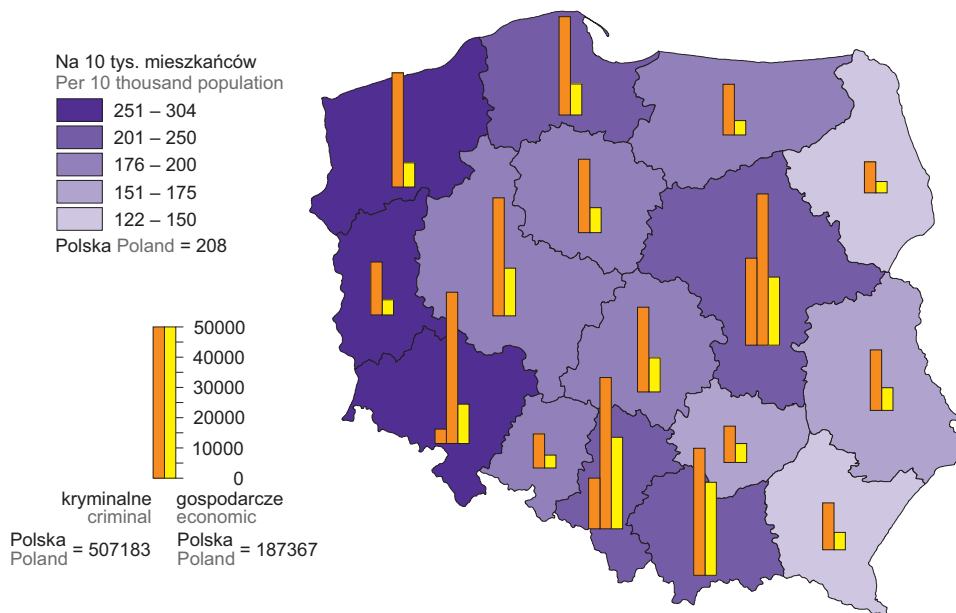 Na 10 tys. mieszkańców
Per 10 thousand population
251 – 304
201 – 250
176 – 200
151 – 175
122 – 150
Polska Poland = 208
50000
40000
30000
20000
10000
0
kryminalne gospodarcze
criminal economic
Polska Polska
Poland = 507183 Poland = 187367